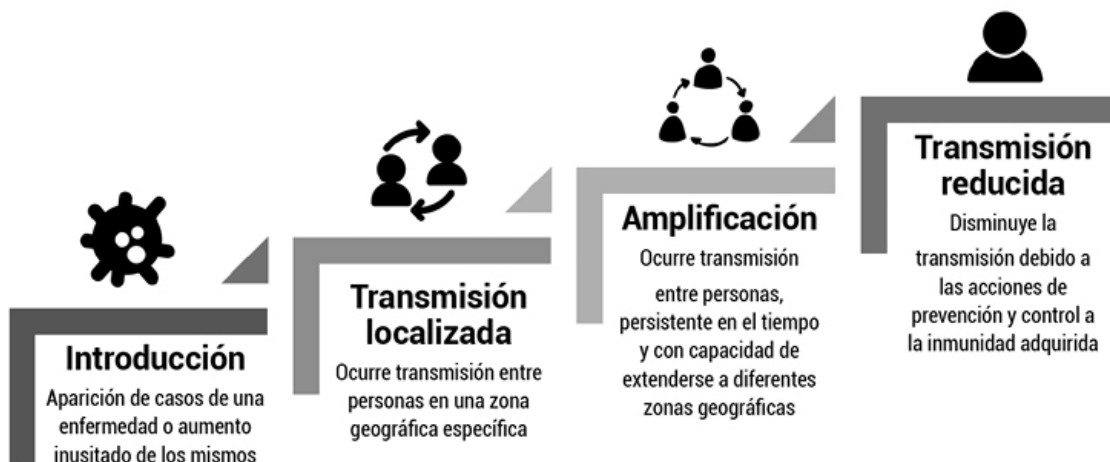 Introducción
Aparición de casos de una
enfermedad o aumento
inusitado de los mismos
Transmisión
localizada
Ocurre transmisión entre
personas en una zona
geográfica específica
Amplificación
Ocurre transmisión
entre personas,
persistente en el tiempo
y con capacidad de
extenderse a diferentes
zonas geográficas
Transmisión
reducida
Disminuye la
transmisión debido a
las acciones de
prevención y control a
la inmunidad adquirida